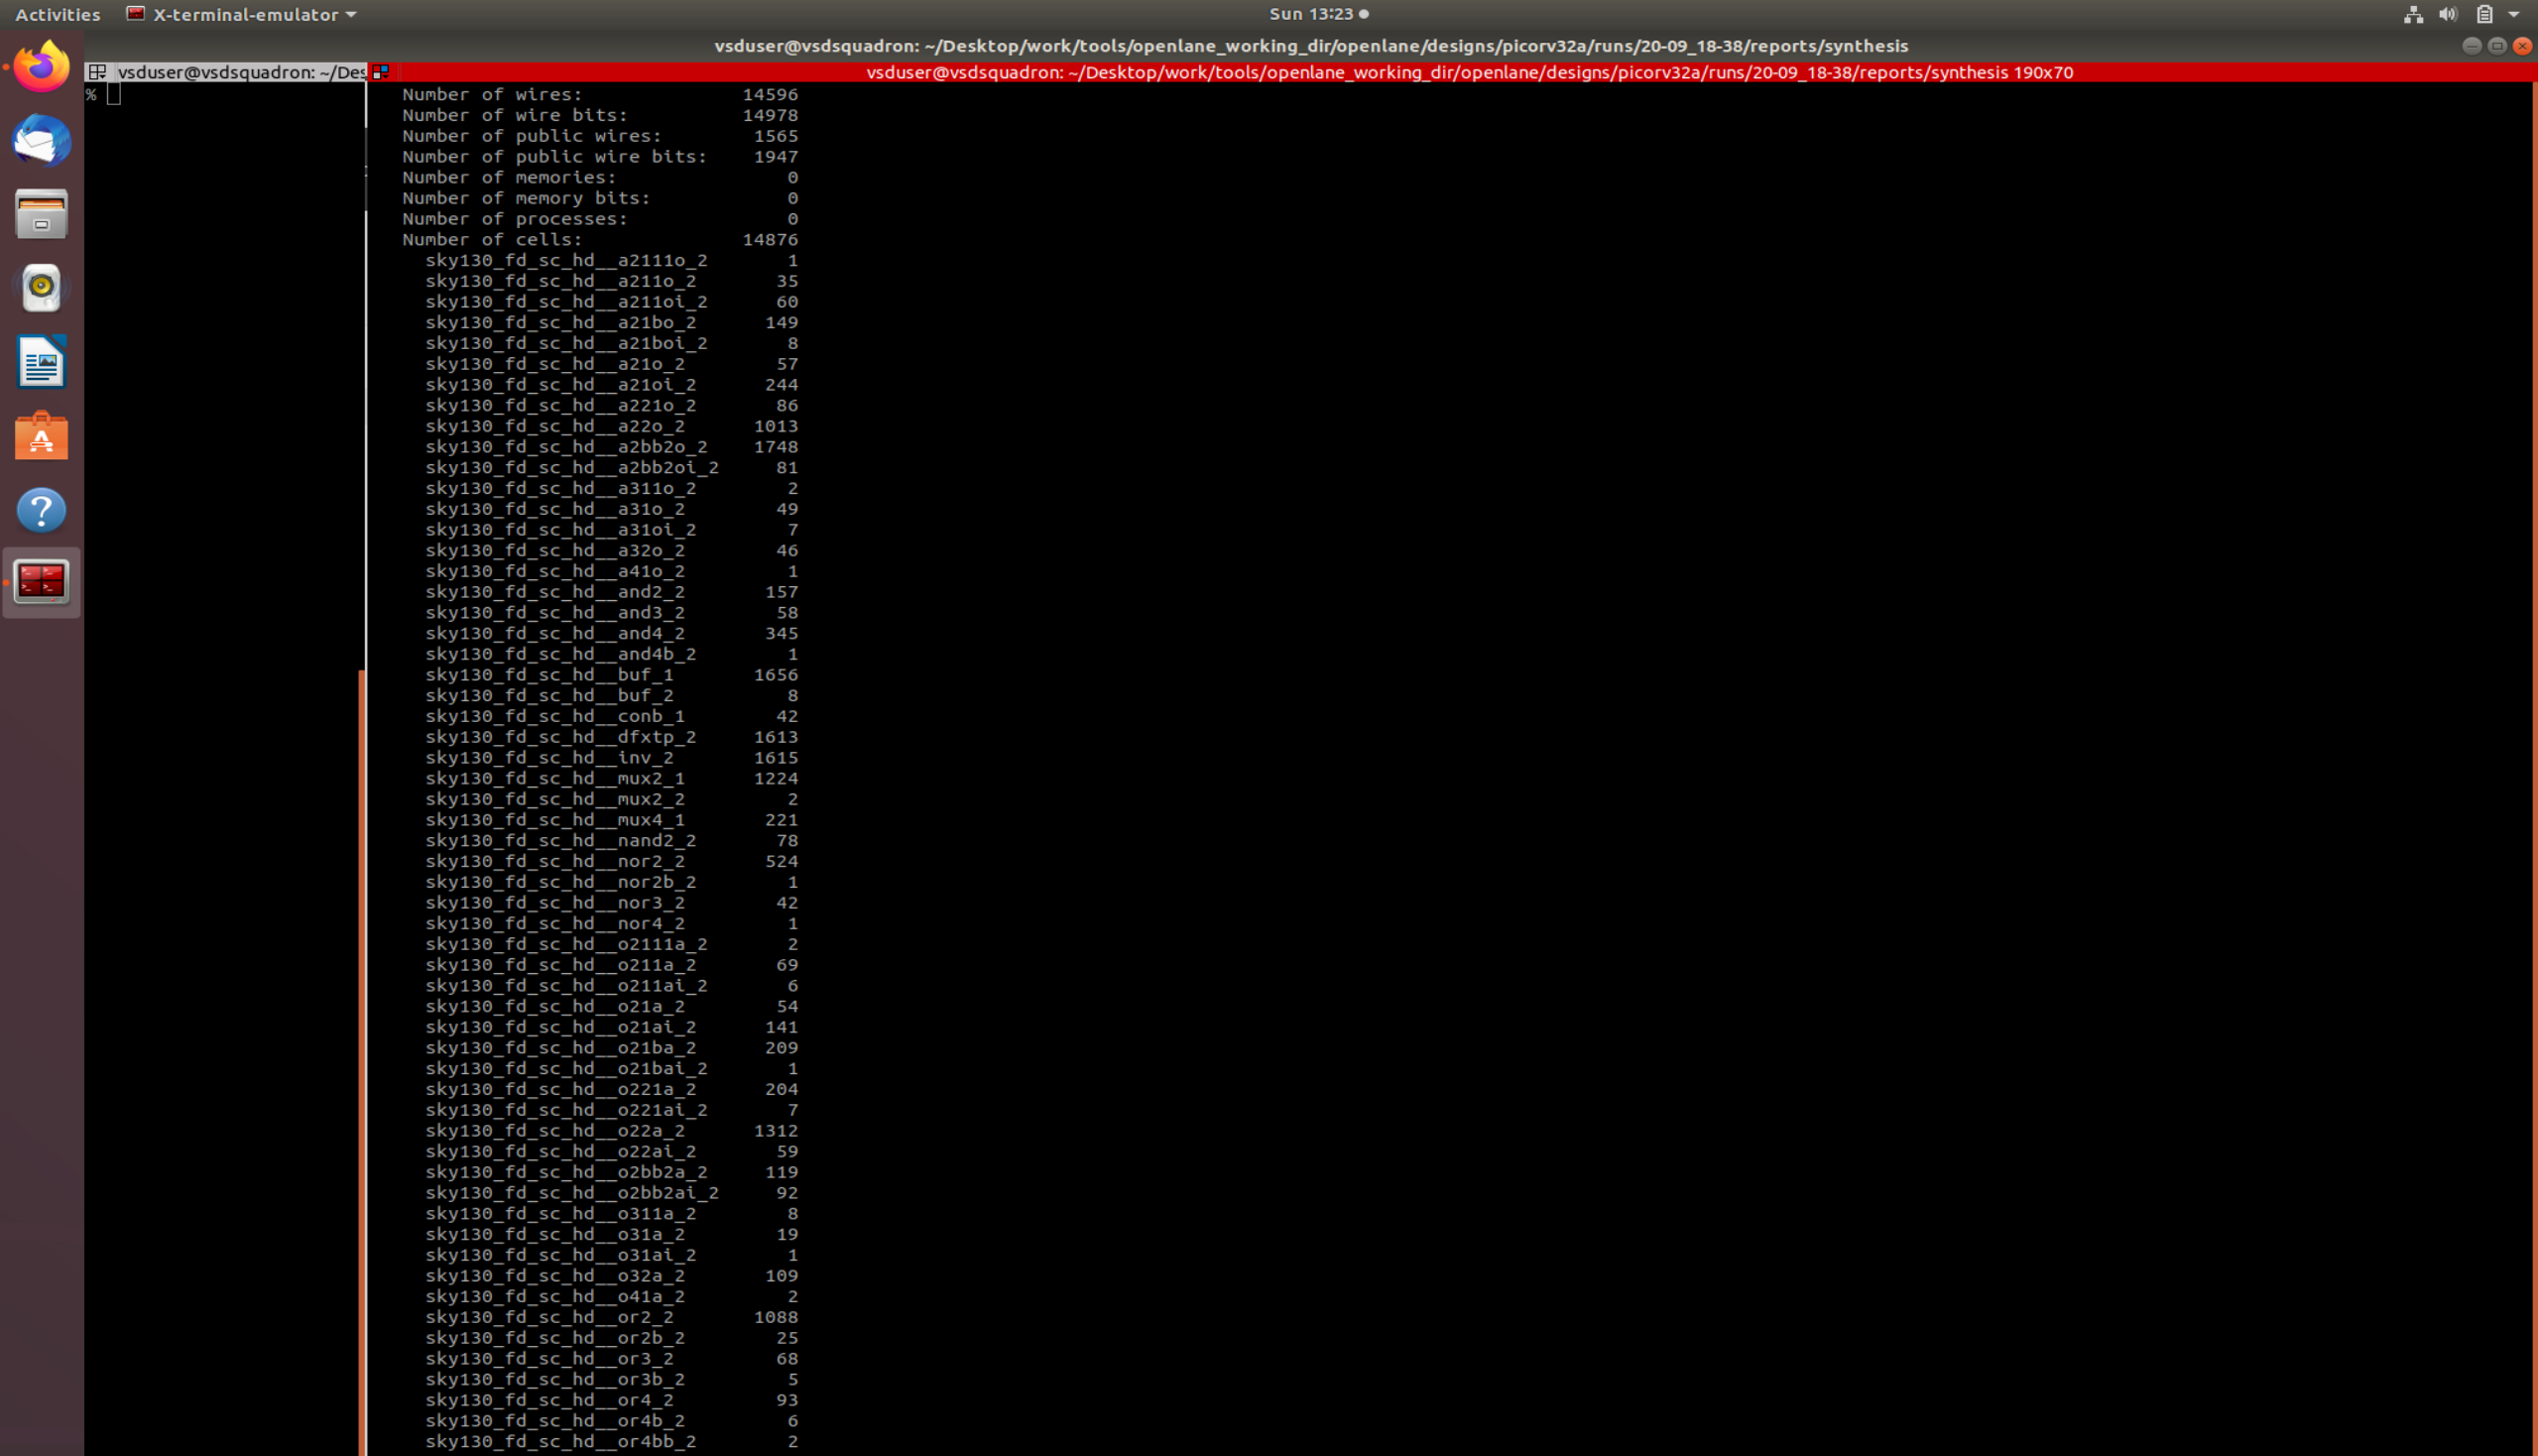 Activities X-terminal-emulator Sun 13:23
vsduser@vsdsquadron: ~/Desktop/work/tools/openlane_working_dir/openlane/designs/picorv32a/runs/20-09_18-38/reports/synthesis
vsduser@vsdsquadron: ~/Des
vsduser@vsdsquadron: ~/Desktop/work/tools/openlane_working_dir/openlane/designs/picorv32a/runs/20-09_18-38/reports/synthesis 190x70
%
Number of wires: 14596
Number of wire bits: 14978
Number of public wires: 1565
Number of public wire bits: 1947
Number of memories: 0
Number of memory bits: 0
Number of processes: 0
Number of cells: 14876
sky130_fd_sc_hd__a2111o_2 1
sky130_fd_sc_hd__a211o_2 35
sky130_fd_sc_hd__a211oi_2 60
sky130_fd_sc_hd__a21bo_2 149
sky130_fd_sc_hd__a21boi_2 8
sky130_fd_sc_hd__a21o_2 57
sky130_fd_sc_hd__a21oi_2 244
sky130_fd_sc_hd__a221o_2 86
sky130_fd_sc_hd__a22o_2 1013
sky130_fd_sc_hd__a2bb2o_2 1748
sky130_fd_sc_hd__a2bb2oi_2 81
sky130_fd_sc_hd__a311o_2 2
sky130_fd_sc_hd__a31o_2 49
sky130_fd_sc_hd__a31oi_2 7
sky130_fd_sc_hd__a32o_2 46
sky130_fd_sc_hd__a41o_2 1
sky130_fd_sc_hd__and2_2 157
sky130_fd_sc_hd__and3_2 58
sky130_fd_sc_hd__and4_2 345
sky130_fd_sc_hd__and4b_2 1
sky130_fd_sc_hd__buf_1 1656
sky130_fd_sc_hd__buf_2 8
sky130_fd_sc_hd__conb_1 42
sky130_fd_sc_hd__dfxtp_2 1613
sky130_fd_sc_hd__inv_2 1615
sky130_fd_sc_hd__mux2_1 1224
sky130_fd_sc_hd__mux2_2 2
sky130_fd_sc_hd__mux4_1 221
sky130_fd_sc_hd__nand2_2 78
sky130_fd_sc_hd__nor2_2 524
sky130_fd_sc_hd__nor2b_2 1
sky130_fd_sc_hd__nor3_2 42
sky130_fd_sc_hd__nor4_2 1
sky130_fd_sc_hd__o2111a_2 2
sky130_fd_sc_hd__o211a_2 69
sky130_fd_sc_hd__o211ai_2 6
sky130_fd_sc_hd__o21a_2 54
sky130_fd_sc_hd__o21ai_2 141
sky130_fd_sc_hd__o21ba_2 209
sky130_fd_sc_hd__o21bai_2 1
sky130_fd_sc_hd__o221a_2 204
sky130_fd_sc_hd__o221ai_2 7
sky130_fd_sc_hd__o22a_2 1312
sky130_fd_sc_hd__o22ai_2 59
sky130_fd_sc_hd__o2bb2a_2 119
sky130_fd_sc_hd__o2bb2ai_2 92
sky130_fd_sc_hd__o311a_2 8
sky130_fd_sc_hd__o31a_2 19
sky130_fd_sc_hd__o31ai_2 1
sky130_fd_sc_hd__o32a_2 109
sky130_fd_sc_hd__o41a_2 2
sky130_fd_sc_hd__or2_2 1088
sky130_fd_sc_hd__or2b_2 25
sky130_fd_sc_hd__or3_2 68
sky130_fd_sc_hd__or3b_2 5
sky130_fd_sc_hd__or4_2 93
sky130_fd_sc_hd__or4b_2 6
sky130_fd_sc_hd__or4bb_2 2